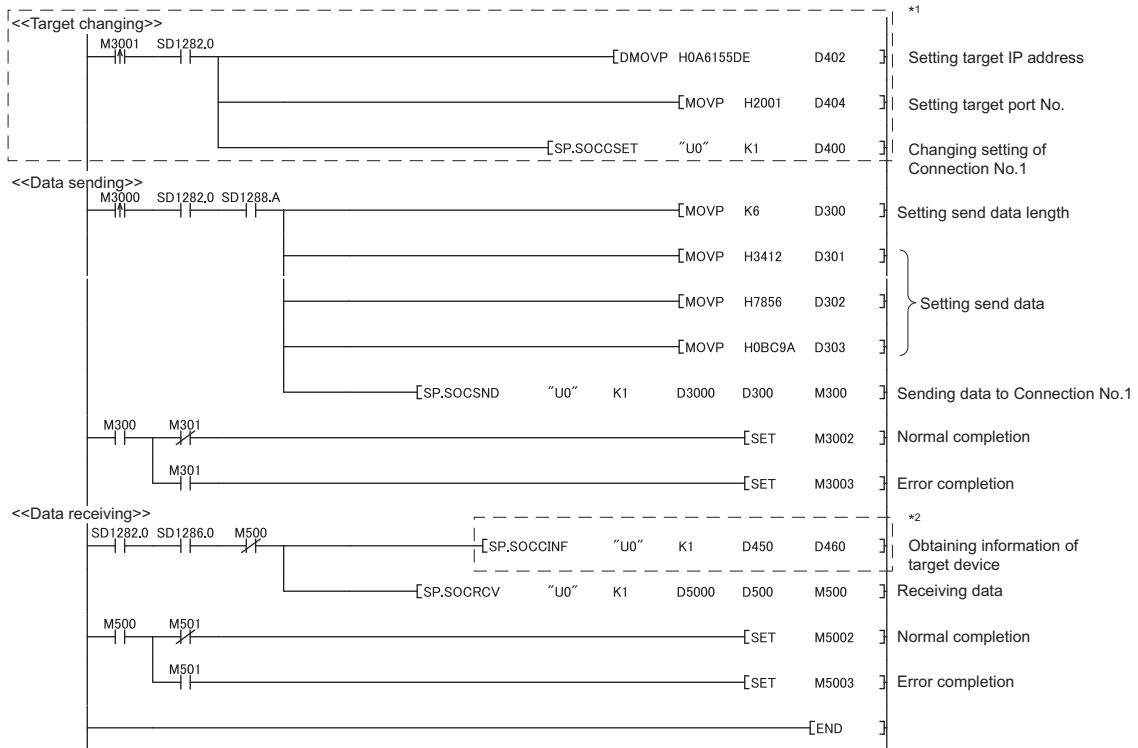 *1
<<Target changing>>
M3001 SD1282.0
[DMOVP H0A6155DE D402 ] Setting target IP address
[MOVP H2001 D404 ] Setting target port No.
[SP.SOCCSET "U0" K1 D400 ] Changing setting of
Connection No.1
<<Data sending>>
M3000 SD1282.0 SD1288.A
[MOVP K6 D300 ] Setting send data length
[MOVP H3412 D301 ]
[MOVP H7856 D302 ] Setting send data
[MOVP H0BC9A D303 ]
[SP.SOCSND "U0" K1 D3000 D300 M300 ] Sending data to Connection No.1
M300 M301
[SET M3002 ] Normal completion
M301
[SET M3003 ] Error completion
<<Data receiving>>
*2
SD1282.0 SD1286.0 M500
[SP.SOCCINF "U0" K1 D450 D460 ] Obtaining information of
target device
[SP.SOCRCV "U0" K1 D5000 D500 M500 ] Receiving data
M500 M501
[SET M5002 ] Normal completion
M501
[SET M5003 ] Error completion
[END ]